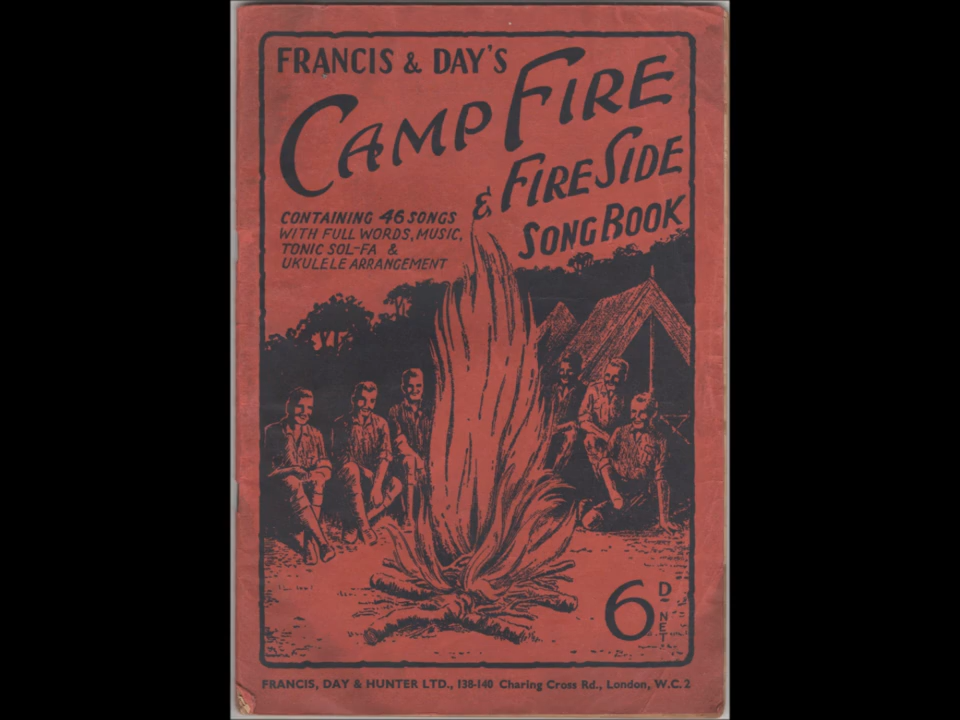 FRANCIS & DAY'S
CAMP FIRE
& FIRESIDE
SONG BOOK
CONTAINING 46 SONGS
WITH FULL WORDS, MUSIC,
TONIC SOL-FA &
UKULELE ARRANGEMENT
6D NET
FRANCIS, DAY & HUNTER LTD., 138-140 Charing Cross Rd., London, W.C.2